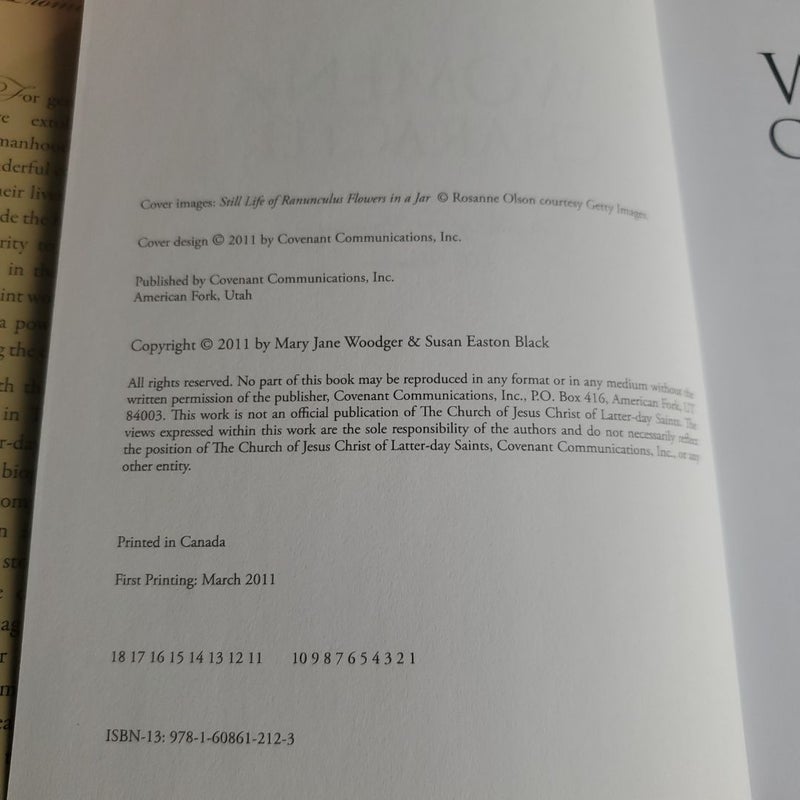 For
derful
in
Cover images: Still Life of Ranunculus Flowers in a Jar © Rosanne Olson courtesy Getty Images.
Cover design © 2011 by Covenant Communications, Inc.
Published by Covenant Communications, Inc.
American Fork, Utah
Copyright © 2011 by Mary Jane Woodger & Susan Easton Black
All rights reserved. No part of this book may be reproduced in any format or in any medium without the
written permission of the publisher, Covenant Communications, Inc., P.O. Box 416, American Fork, UT
84003. This work is not an official publication of The Church of Jesus Christ of Latter-day Saints. The
views expressed within this work are the sole responsibility of the authors and do not necessarily reflect
the position of The Church of Jesus Christ of Latter-day Saints, Covenant Communications, Inc., or any
other entity.
Printed in Canada
First Printing: March 2011
18 17 16 15 14 13 12 11 10 9 8 7 6 5 4 3 2 1
ISBN-13: 978-1-60861-212-3
W
C